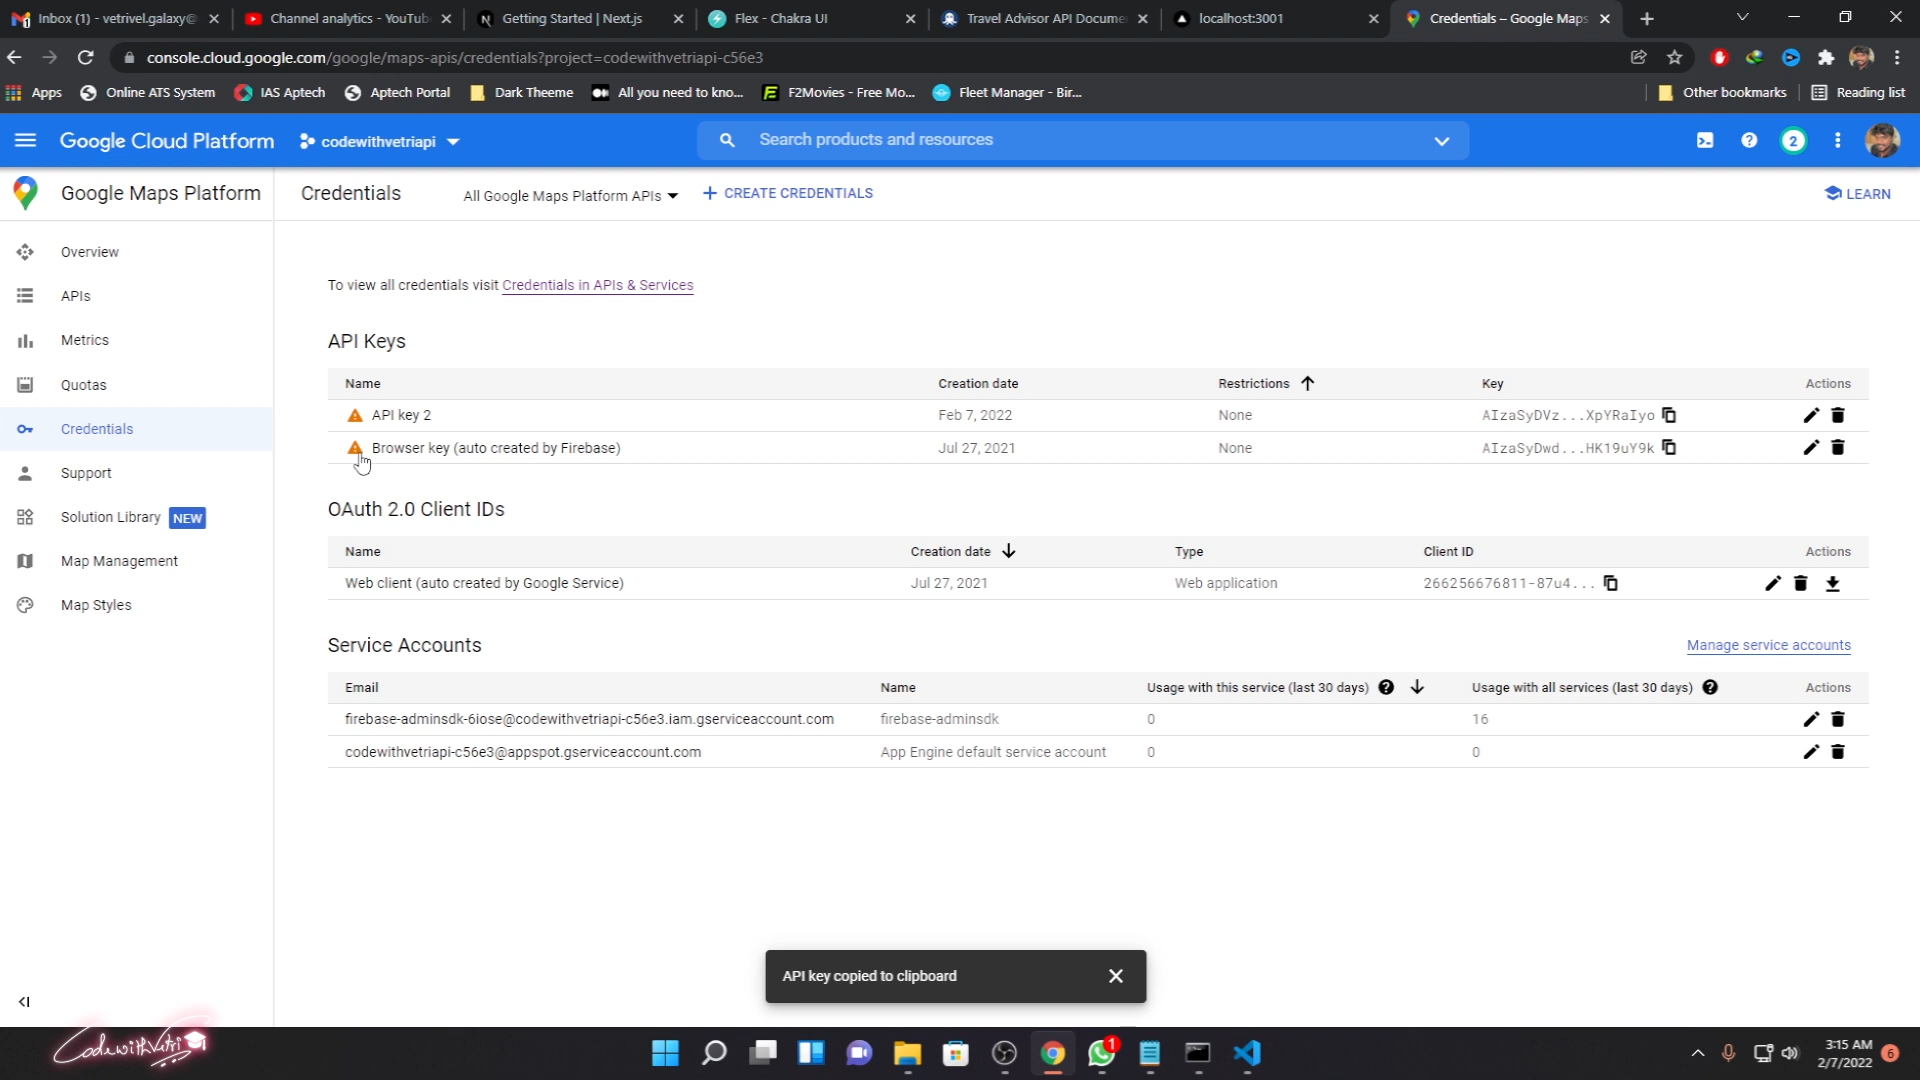 Inbox (1) - vetrivel.galaxy@
Channel analytics - YouTub
Getting Started | Next.js
Flex - Chakra UI
Travel Advisor API Docume
localhost:3001
Credentials – Google Maps
console.cloud.google.com/google/maps-apis/credentials?project=codewithvetriapi-c56e3
Apps
Online ATS System
IAS Aptech
Aptech Portal
Dark Theeme
All you need to kno...
F2Movies - Free Mo...
Fleet Manager - Bir...
Other bookmarks
Reading list
Google Cloud Platform
codewithvetriapi
Search products and resources
2
Google Maps Platform
Credentials
All Google Maps Platform APIs
CREATE CREDENTIALS
LEARN
Overview
APIs
Metrics
Quotas
Credentials
Support
Solution Library NEW
Map Management
Map Styles
To view all credentials visit Credentials in APIs & Services
API Keys
Name Creation date Restrictions Key Actions
API key 2 Feb 7, 2022 None AIzaSyDVz...XpYRaIyo
Browser key (auto created by Firebase) Jul 27, 2021 None AIzaSyDwd...HK19uY9k
OAuth 2.0 Client IDs
Name Creation date Type Client ID Actions
Web client (auto created by Google Service) Jul 27, 2021 Web application 266256676811-87u4...
Service Accounts
Manage service accounts
Email Name Usage with this service (last 30 days) Usage with all services (last 30 days) Actions
firebase-adminsdk-6iose@codewithvetriapi-c56e3.iam.gserviceaccount.com firebase-adminsdk 0 16
codewithvetriapi-c56e3@appspot.gserviceaccount.com App Engine default service account 0 0
API key copied to clipboard
CodewithVetri
1
3:15 AM
2/7/2022
6